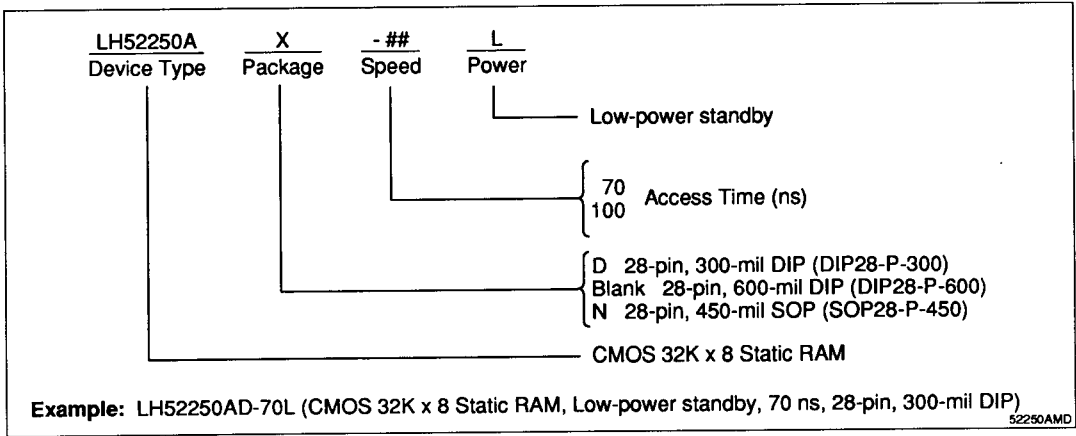 LH52250A X - ## L
Device Type Package Speed Power
Low-power standby
70
100
Access Time (ns)
D 28-pin, 300-mil DIP (DIP28-P-300)
Blank 28-pin, 600-mil DIP (DIP28-P-600)
N 28-pin, 450-mil SOP (SOP28-P-450)
CMOS 32K x 8 Static RAM
Example: LH52250AD-70L (CMOS 32K x 8 Static RAM, Low-power standby, 70 ns, 28-pin, 300-mil DIP)
52250AMD